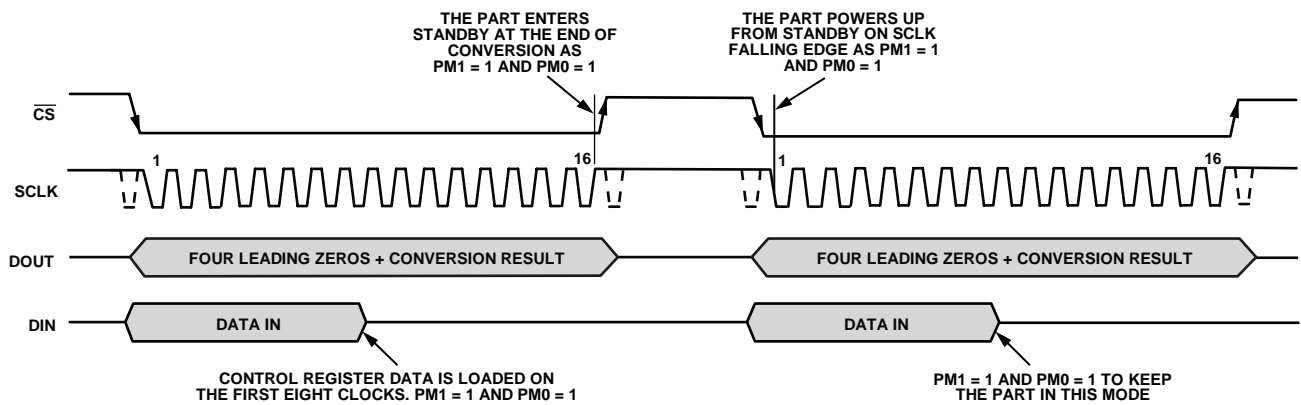 THE PART ENTERS
STANDBY AT THE END OF
CONVERSION AS
PM1 = 1 AND PM0 = 1
THE PART POWERS UP
FROM STANDBY ON SCLK
FALLING EDGE AS PM1 = 1
AND PM0 = 1
CS
1
16
1
16
SCLK
DOUT
FOUR LEADING ZEROS + CONVERSION RESULT
FOUR LEADING ZEROS + CONVERSION RESULT
DIN
DATA IN
DATA IN
CONTROL REGISTER DATA IS LOADED ON
THE FIRST EIGHT CLOCKS. PM1 = 1 AND PM0 = 1
PM1 = 1 AND PM0 = 1 TO KEEP
THE PART IN THIS MODE